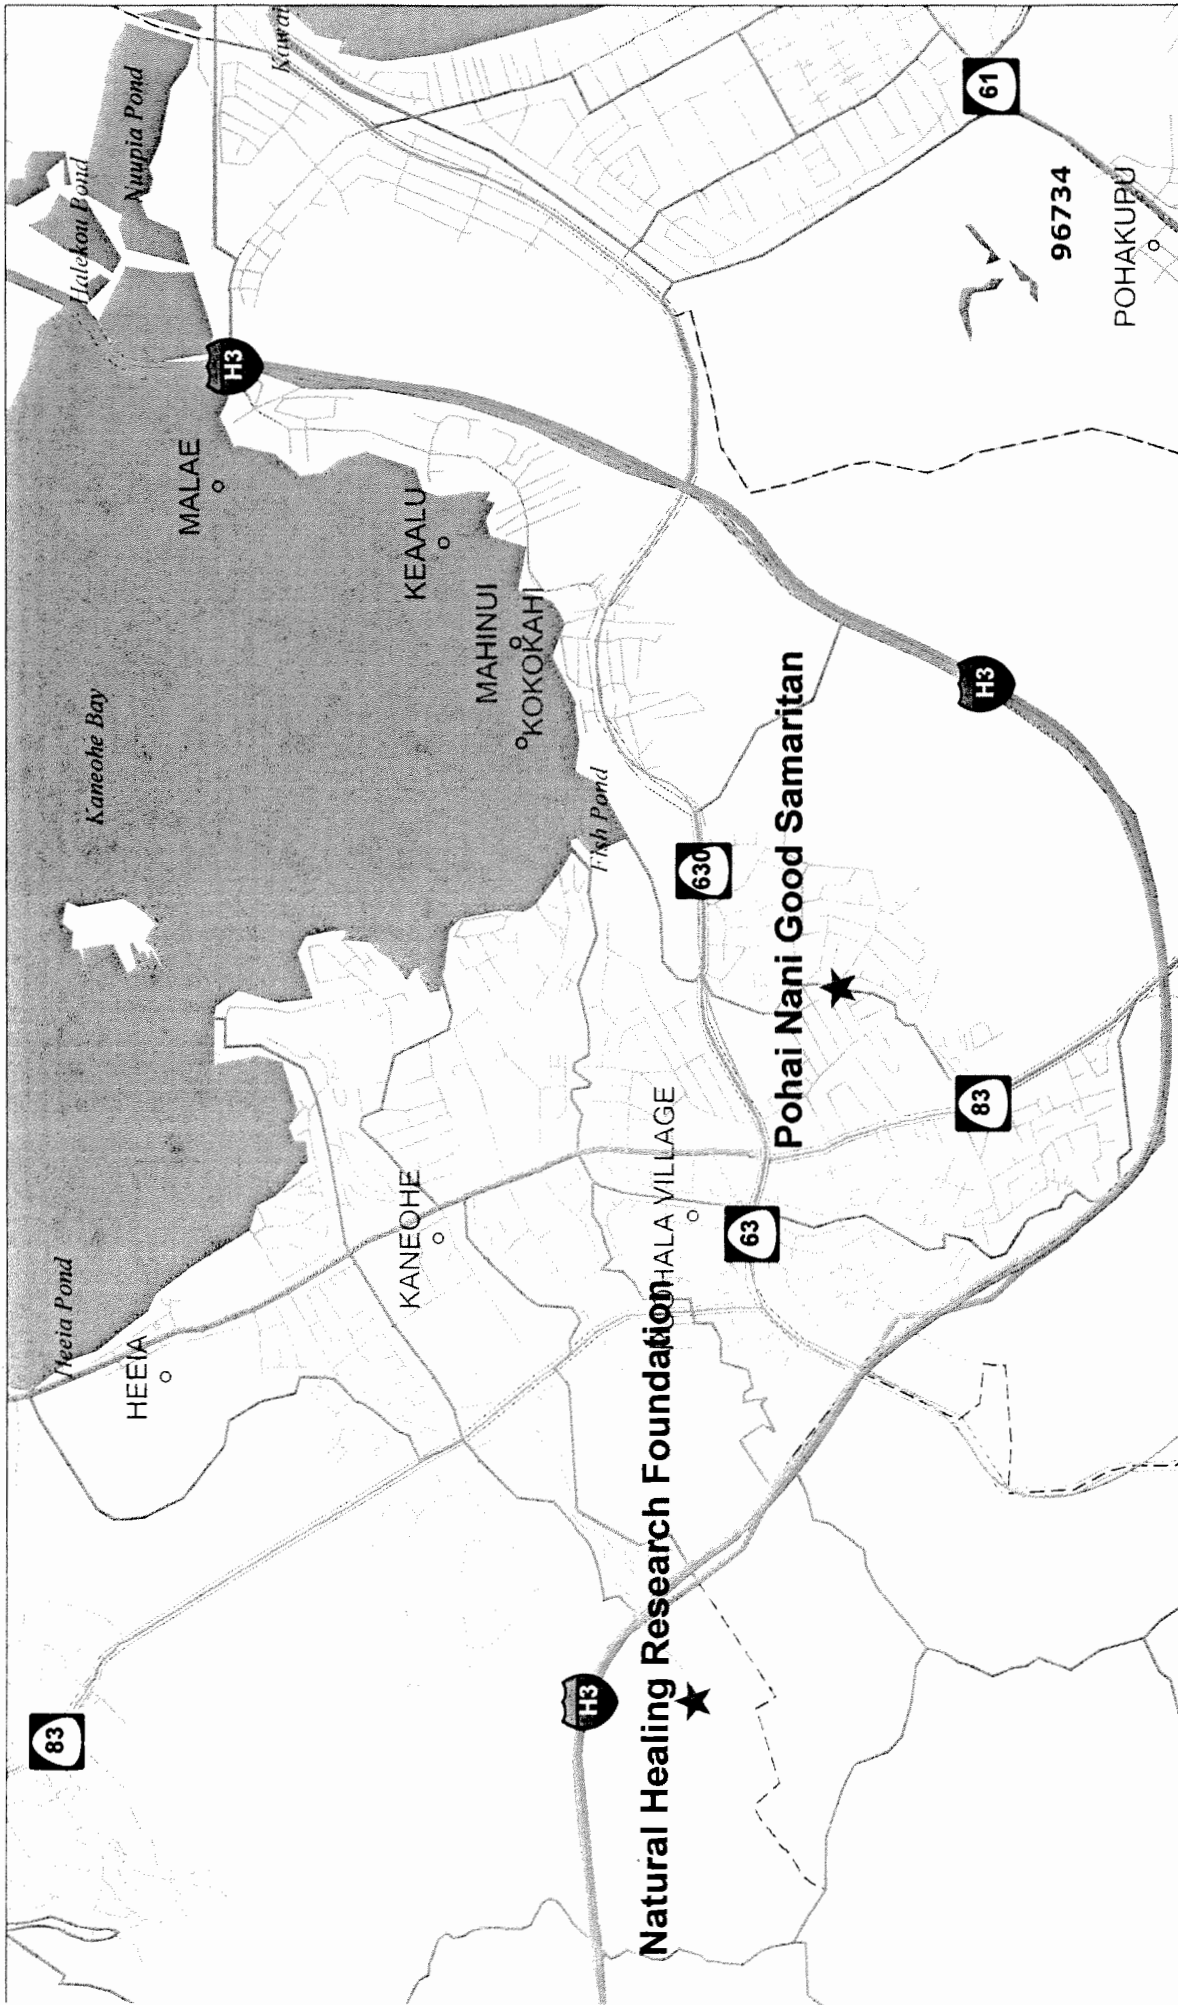 83
Heeia Pond
Kaneohe Bay
Halekou Pond
Nuupia Pond
HEEIA
MALAE
H3
KANEOHE
KEAALU
MAHINUI
KOKOKAHI
H3
Fish Pond
Natural Healing Research Foundation
VILLAGE
630
63
Pohai Nani Good Samaritan
83
H3
61
96734
POHAKUPU